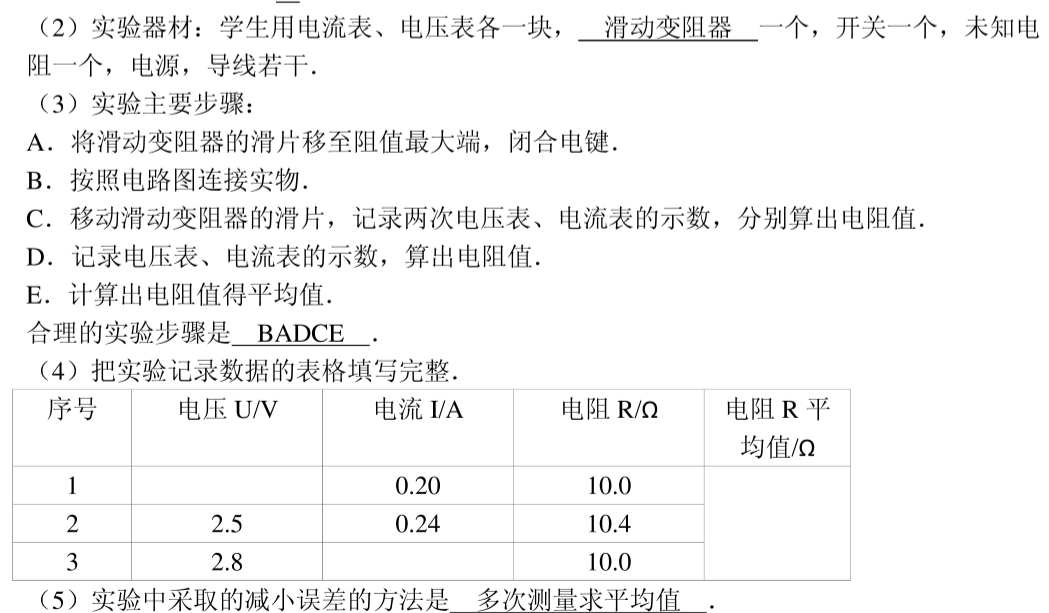 （2）实验器材：学生用电流表、电压表各一块， 滑动变阻器 一个，开关一个，未知电
阻一个，电源，导线若干．
（3）实验主要步骤：
A．将滑动变阻器的滑片移至阻值最大端，闭合电键．
B．按照电路图连接实物．
C．移动滑动变阻器的滑片，记录两次电压表、电流表的示数，分别算出电阻值．
D．记录电压表、电流表的示数，算出电阻值．
E．计算出电阻值得平均值．
合理的实验步骤是 BADCE ．
（4）把实验记录数据的表格填写完整．
序号 电压 U/V 电流 I/A 电阻 R/Ω 电阻 R 平
均值/Ω
1 0.20 10.0
2 2.5 0.24 10.4
3 2.8 10.0
（5）实验中采取的减小误差的方法是 多次测量求平均值 ．